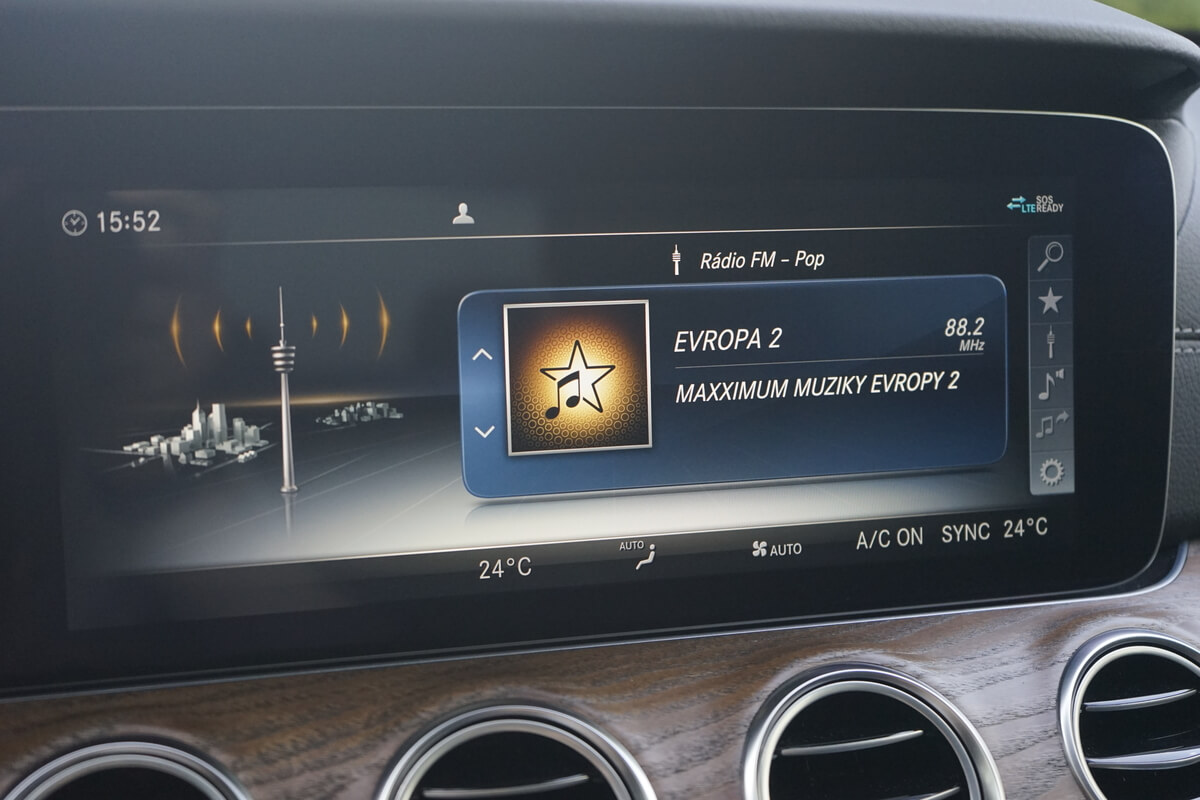 15:52
SOS
LTE READY
Rádio FM - Pop
EVROPA 2
88.2
MHz
MAXXIMUM MUZIKY EVROPY 2
24°C
AUTO
AUTO
A/C ON
SYNC
24°C